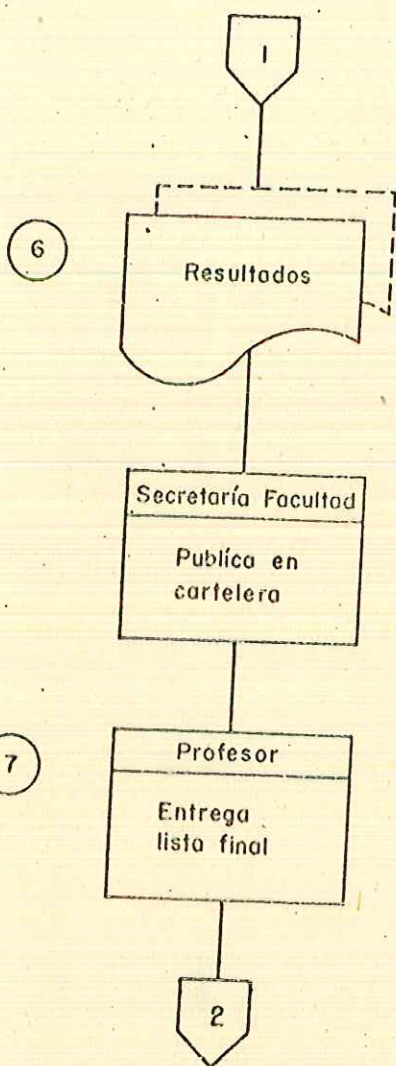 1
6
Resultados
Secretaría Facultad
Publíca en
cartelera
7
Profesor
Entrega
lista final
2